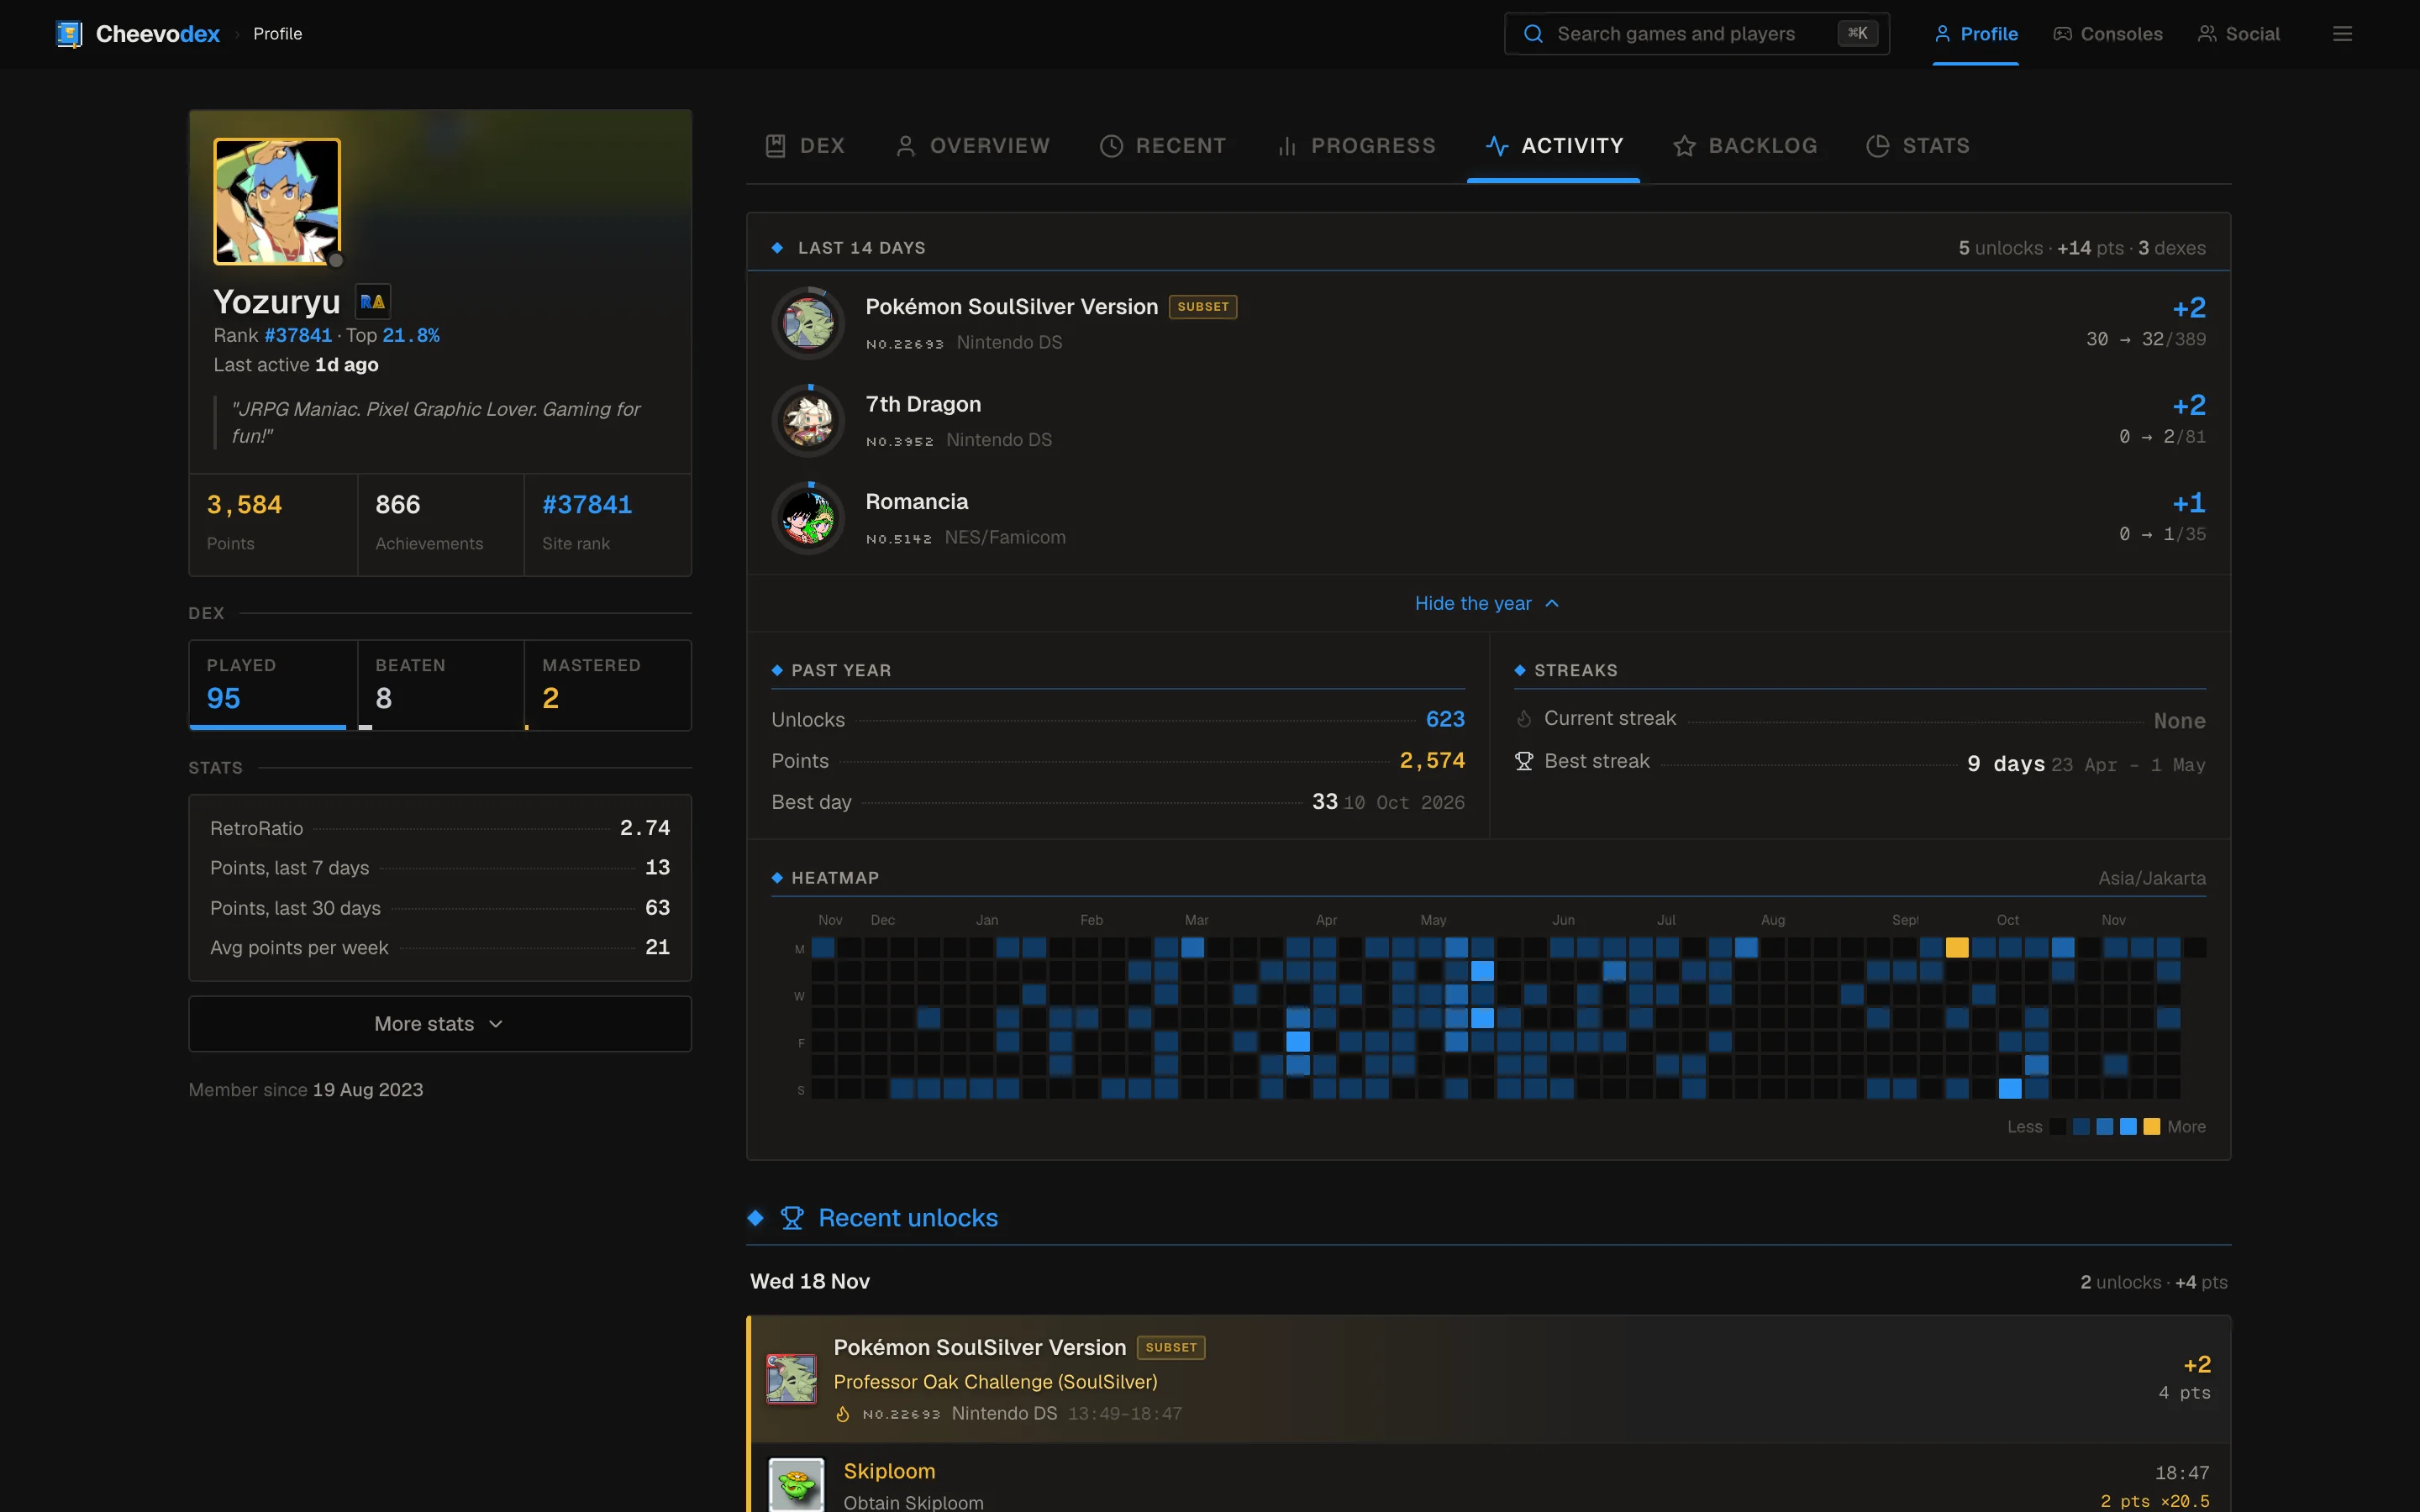 Cheevodex › Profile
Search games and players ⌘K
Profile
Consoles
Social
Yozuryu RA
Rank #37841 · Top 21.8%
Last active 1d ago
"JRPG Maniac. Pixel Graphic Lover. Gaming for
fun!"
3,584
Points
866
Achievements
#37841
Site rank
DEX
PLAYED
95
BEATEN
8
MASTERED
2
STATS
RetroRatio 2.74
Points, last 7 days 13
Points, last 30 days 63
Avg points per week 21
More stats
Member since 19 Aug 2023
DEX
OVERVIEW
RECENT
PROGRESS
ACTIVITY
BACKLOG
STATS
LAST 14 DAYS
5 unlocks · +14 pts · 3 dexes
Pokémon SoulSilver Version SUBSET
NO.22693 Nintendo DS
+2
30 → 32/389
7th Dragon
NO.3952 Nintendo DS
+2
0 → 2/81
Romancia
NO.5142 NES/Famicom
+1
0 → 1/35
Hide the year
PAST YEAR
Unlocks 623
Points 2,574
Best day 33 10 Oct 2026
STREAKS
Current streak None
Best streak 9 days 23 Apr – 1 May
HEATMAP
Asia/Jakarta
Nov Dec Jan Feb Mar Apr May Jun Jul Aug Sept Oct Nov
M
W
F
S
Less More
Recent unlocks
Wed 18 Nov
2 unlocks · +4 pts
Pokémon SoulSilver Version SUBSET
Professor Oak Challenge (SoulSilver)
NO.22693 Nintendo DS 13:49–18:47
+2
4 pts
Skiploom
Obtain Skiploom
18:47
2 pts ×20.5